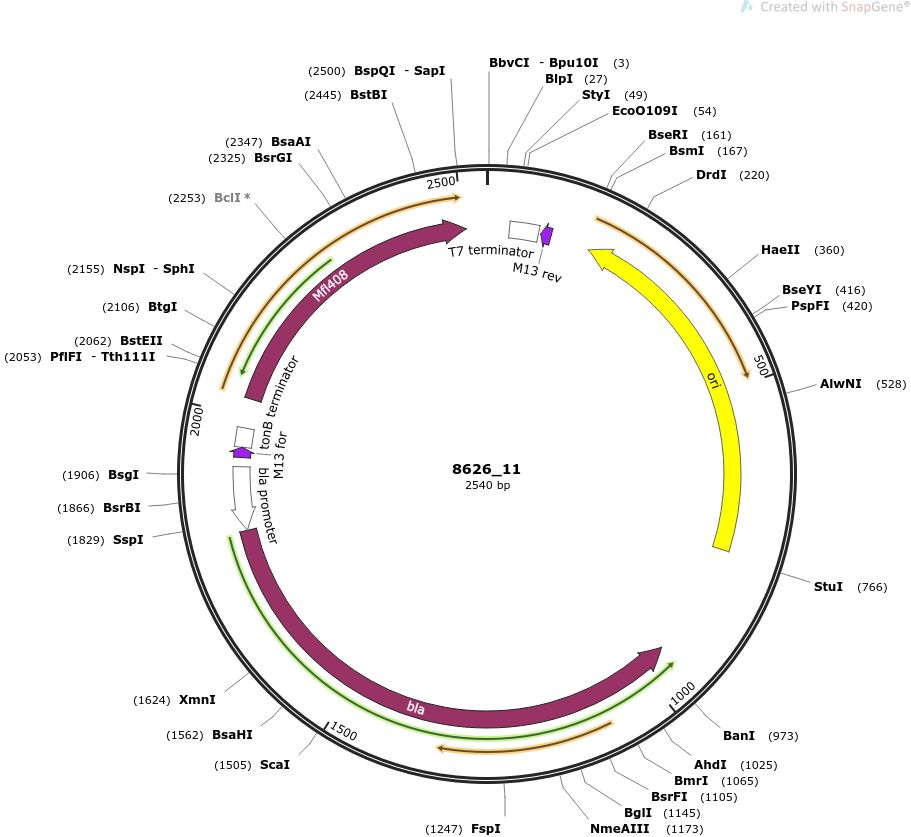 Created with SnapGene®
(2500) BspQI - SapI
(2445) BstBI
(2347) BsaAI
(2325) BsrGI
(2253) BclI *
(2155) NspI - SphI
(2106) BtgI
(2062) BstEII
(2053) PflFI - Tth111I
(1906) BsgI
(1866) BsrBI
(1829) SspI
(1624) XmnI
(1562) BsaHI
(1505) ScaI
(1247) FspI
BbvCI - Bpu10I (3)
BlpI (27)
StyI (49)
EcoO109I (54)
BseRI (161)
BsmI (167)
DrdI (220)
HaeII (360)
BseYI (416)
PspFI (420)
AlwNI (528)
StuI (766)
BanI (973)
AhdI (1025)
BmrI (1065)
BsrFI (1105)
BglI (1145)
NmeAIII (1173)
2500
500
1000
1500
2000
T7 terminator
M13 rev
ori
Mfl408
tonB terminator
M13 for
bla promoter
bla
8626_11
2540 bp